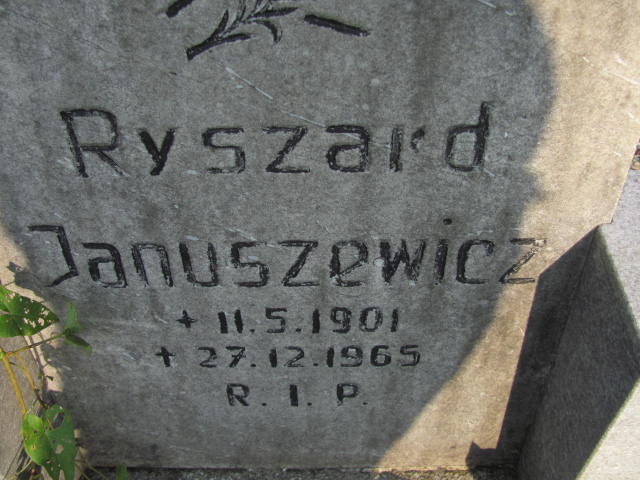 Ryszard
Januszewicz
+ 11.5.1901
+ 27.12.1965
R. I. P.